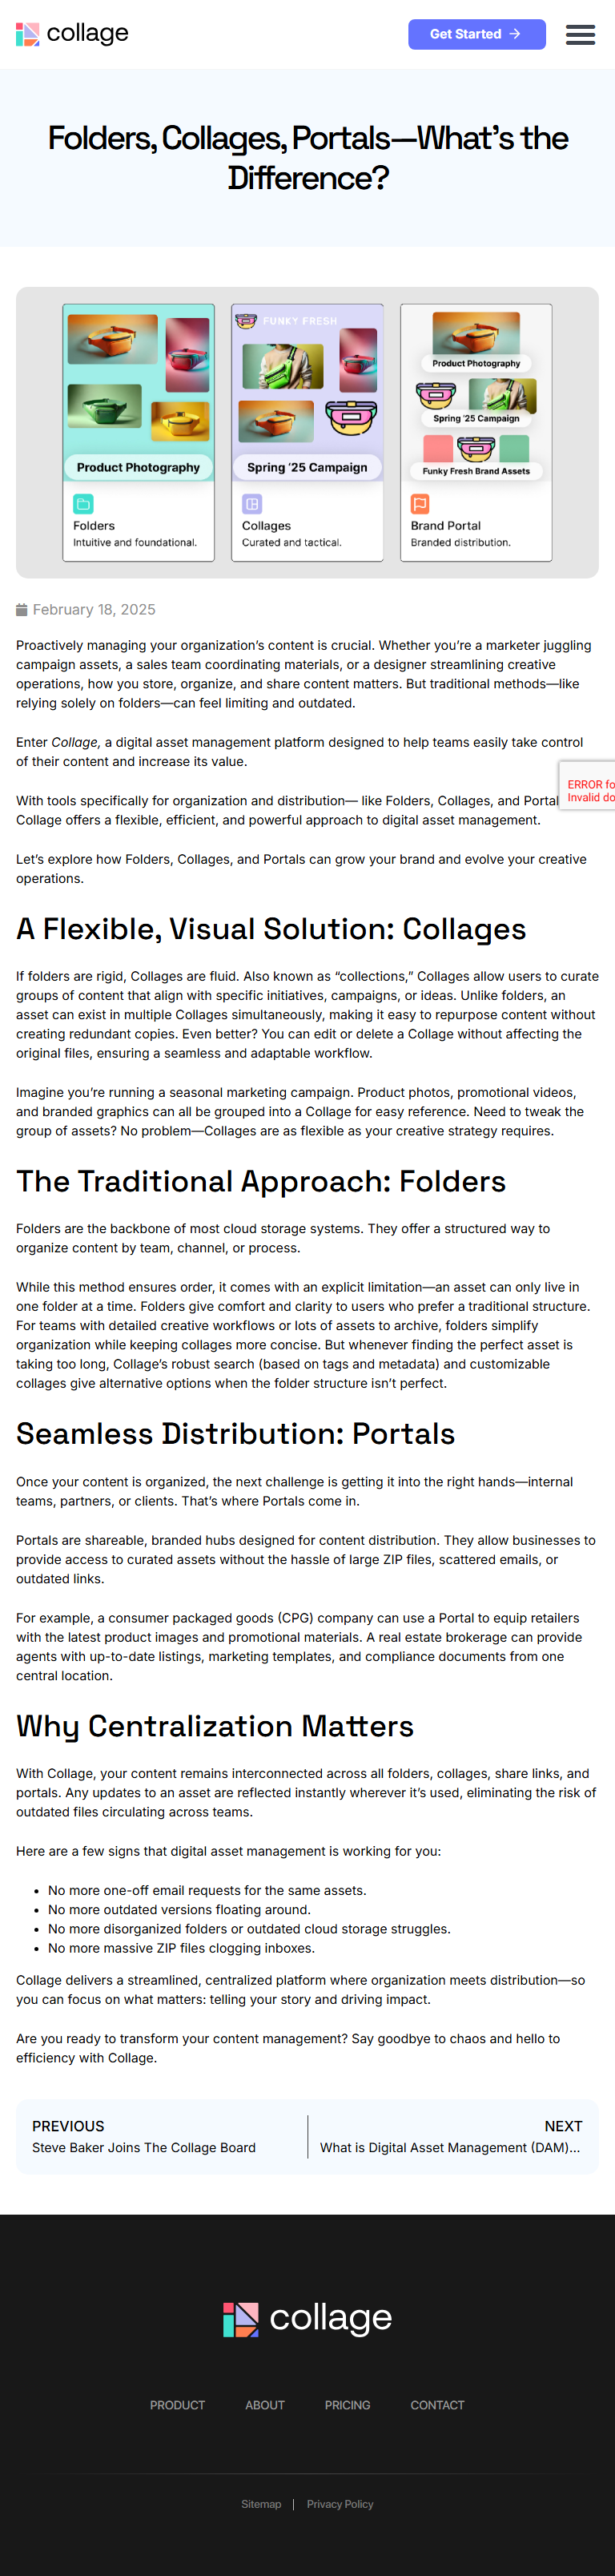 collage
Get Started →
Folders, Collages, Portals—What’s the
Difference?
FUNKY FRESH
Product Photography
Spring ’25 Campaign
Product Photography
Spring ’25 Campaign
Funky Fresh Brand Assets
Folders
Intuitive and foundational.
Collages
Curated and tactical.
Brand Portal
Branded distribution.
February 18, 2025
Proactively managing your organization’s content is crucial. Whether you’re a marketer juggling
campaign assets, a sales team coordinating materials, or a designer streamlining creative
operations, how you store, organize, and share content matters. But traditional methods—like
relying solely on folders—can feel limiting and outdated.
Enter Collage, a digital asset management platform designed to help teams easily take control
of their content and increase its value.
With tools specifically for organization and distribution— like Folders, Collages, and Portal
Collage offers a flexible, efficient, and powerful approach to digital asset management.
ERROR fo
Invalid do
Let’s explore how Folders, Collages, and Portals can grow your brand and evolve your creative
operations.
A Flexible, Visual Solution: Collages
If folders are rigid, Collages are fluid. Also known as “collections,” Collages allow users to curate
groups of content that align with specific initiatives, campaigns, or ideas. Unlike folders, an
asset can exist in multiple Collages simultaneously, making it easy to repurpose content without
creating redundant copies. Even better? You can edit or delete a Collage without affecting the
original files, ensuring a seamless and adaptable workflow.
Imagine you’re running a seasonal marketing campaign. Product photos, promotional videos,
and branded graphics can all be grouped into a Collage for easy reference. Need to tweak the
group of assets? No problem—Collages are as flexible as your creative strategy requires.
The Traditional Approach: Folders
Folders are the backbone of most cloud storage systems. They offer a structured way to
organize content by team, channel, or process.
While this method ensures order, it comes with an explicit limitation—an asset can only live in
one folder at a time. Folders give comfort and clarity to users who prefer a traditional structure.
For teams with detailed creative workflows or lots of assets to archive, folders simplify
organization while keeping collages more concise. But whenever finding the perfect asset is
taking too long, Collage’s robust search (based on tags and metadata) and customizable
collages give alternative options when the folder structure isn’t perfect.
Seamless Distribution: Portals
Once your content is organized, the next challenge is getting it into the right hands—internal
teams, partners, or clients. That’s where Portals come in.
Portals are shareable, branded hubs designed for content distribution. They allow businesses to
provide access to curated assets without the hassle of large ZIP files, scattered emails, or
outdated links.
For example, a consumer packaged goods (CPG) company can use a Portal to equip retailers
with the latest product images and promotional materials. A real estate brokerage can provide
agents with up-to-date listings, marketing templates, and compliance documents from one
central location.
Why Centralization Matters
With Collage, your content remains interconnected across all folders, collages, share links, and
portals. Any updates to an asset are reflected instantly wherever it’s used, eliminating the risk of
outdated files circulating across teams.
Here are a few signs that digital asset management is working for you:
• No more one-off email requests for the same assets.
• No more outdated versions floating around.
• No more disorganized folders or outdated cloud storage struggles.
• No more massive ZIP files clogging inboxes.
Collage delivers a streamlined, centralized platform where organization meets distribution—so
you can focus on what matters: telling your story and driving impact.
Are you ready to transform your content management? Say goodbye to chaos and hello to
efficiency with Collage.
PREVIOUS
Steve Baker Joins The Collage Board
NEXT
What is Digital Asset Management (DAM)...
collage
PRODUCT ABOUT PRICING CONTACT
Sitemap | Privacy Policy